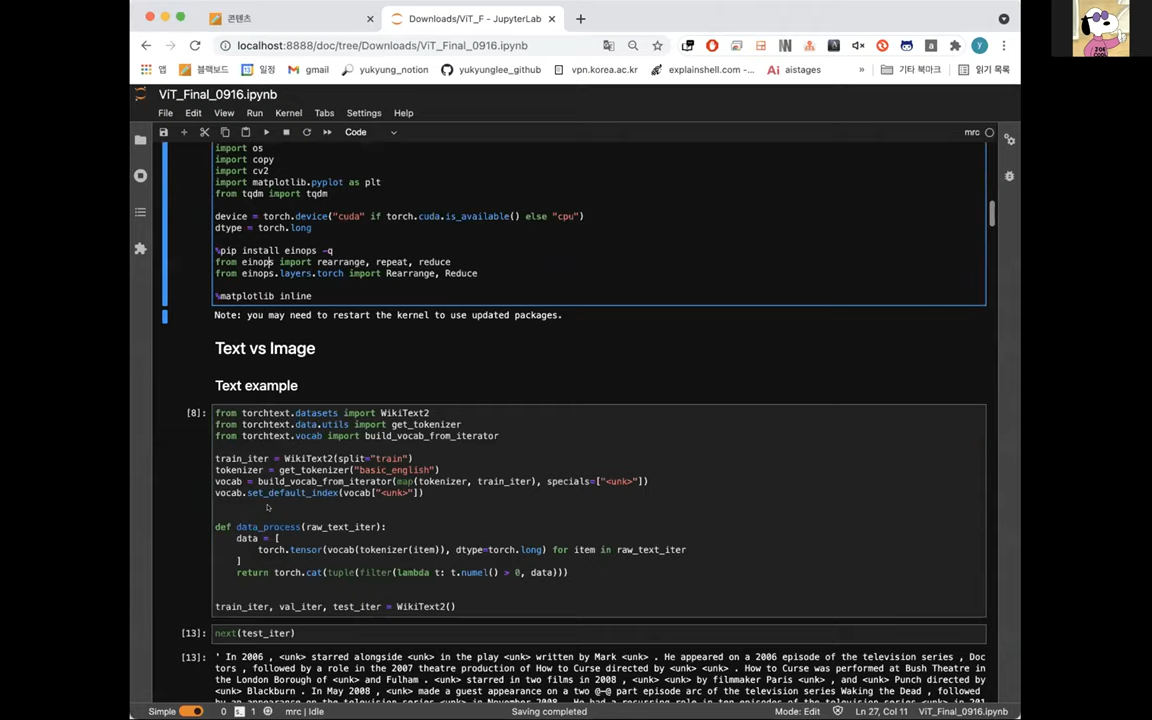 콘텐츠
Downloads/ViT_F - JupyterLab
localhost:8888/doc/tree/Downloads/ViT_Final_0916.ipynb
앱
블랙보드
일정
gmail
yukyung_notion
yukyunglee_github
vpn.korea.ac.kr
explainshell.com -...
Ai aistages
»
기타 북마크
읽기 목록
ViT_Final_0916.ipynb
File Edit View Run Kernel Tabs Settings Help
Code
mrc
import os
import copy
import cv2
import matplotlib.pyplot as plt
from tqdm import tqdm
device = torch.device("cuda" if torch.cuda.is_available() else "cpu")
dtype = torch.long
%pip install einops -q
from einops import rearrange, repeat, reduce
from einops.layers.torch import Rearrange, Reduce
%matplotlib inline
Note: you may need to restart the kernel to use updated packages.
Text vs Image
Text example
[8]:
from torchtext.datasets import WikiText2
from torchtext.data.utils import get_tokenizer
from torchtext.vocab import build_vocab_from_iterator
train_iter = WikiText2(split="train")
tokenizer = get_tokenizer("basic_english")
vocab = build_vocab_from_iterator(map(tokenizer, train_iter), specials=["<unk>"])
vocab.set_default_index(vocab["<unk>"])
def data_process(raw_text_iter):
data = [
torch.tensor(vocab(tokenizer(item)), dtype=torch.long) for item in raw_text_iter
]
return torch.cat(tuple(filter(lambda t: t.numel() > 0, data)))
train_iter, val_iter, test_iter = WikiText2()
[13]: next(test_iter)
[13]: ' In 2006 , <unk> starred alongside <unk> in the play <unk> written by Mark <unk> . He appeared on a 2006 episode of the television series , Doc
tors , followed by a role in the 2007 theatre production of How to Curse directed by <unk> . How to Curse was performed at Bush Theatre in
the London Borough of <unk> and Fulham . <unk> starred in two films in 2008 , <unk> by filmmaker Paris <unk> , and <unk> Punch directed by
<unk> Blackburn . In May 2008 , <unk> made a guest appearance on a two @-@ part episode arc of the television series Waking the Dead , followed
Simple 0 1 mrc | Idle
Saving completed
Mode: Edit
Ln 27, Col 11
ViT_Final_0916.ipynb